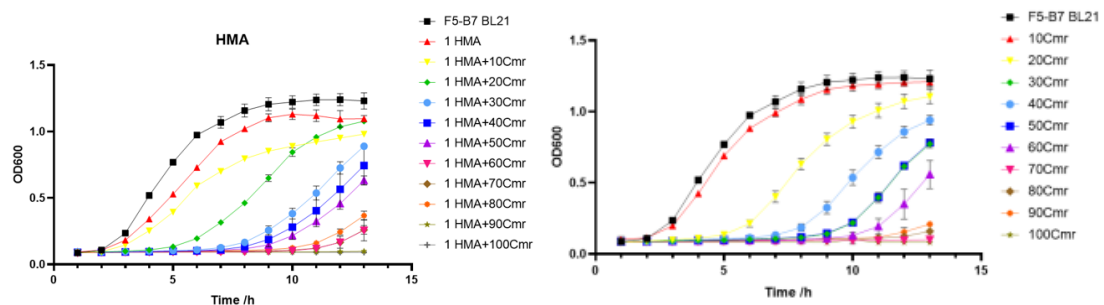 HMA
OD600
1.5
1.0
0.5
0.0
0
5
10
15
Time /h
F5-B7 BL21
1 HMA
1 HMA+10Cmr
1 HMA+20Cmr
1 HMA+30Cmr
1 HMA+40Cmr
1 HMA+50Cmr
1 HMA+60Cmr
1 HMA+70Cmr
1 HMA+80Cmr
1 HMA+90Cmr
1 HMA+100Cmr
OD600
1.5
1.0
0.5
0.0
0
5
10
15
Time /h
F5-B7 BL21
10Cmr
20Cmr
30Cmr
40Cmr
50Cmr
60Cmr
70Cmr
80Cmr
90Cmr
100Cmr